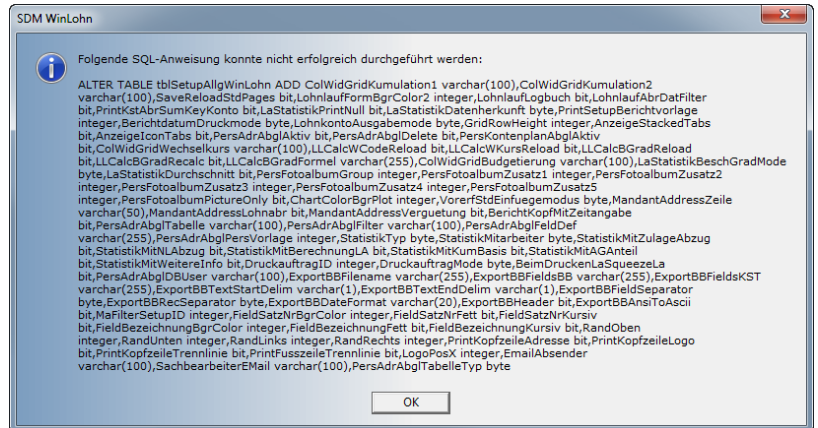 SDM WinLohn
Folgende SQL-Anweisung konnte nicht erfolgreich durchgeführt werden:
ALTER TABLE tblSetupAllgWinLohn ADD ColWidGridKumulation1 varchar(100),ColWidGridKumulation2
varchar(100),SaveReloadStdPages bit,LohnlaufFormBgrColor2 integer,LohnlaufLogbuch bit,LohnlaufAbrDatFilter
bit,PrintKstAbrSumKeyKonto bit,LaStatistikPrintNull bit,LaStatistikDatenherkunft byte,PrintSetupBerichtvorlage
integer,BerichtdatumDruckmode byte,LohnkontoAusgabemode byte,GridRowHeight integer,AnzeigeStackedTabs
bit,AnzeigeIconTabs bit,PersAdrAbglAktiv bit,PersAdrAbglDelete bit,PersKontenplanAbglAktiv
bit,ColWidGridWechselkurs varchar(100),LLCalcWCodeReload bit,LLCalcWKursReload bit,LLCalcBGradReload
bit,LLCalcBGradRecalc bit,LLCalcBGradFormel varchar(255),ColWidGridBudgetierung varchar(100),LaStatistikBeschGradMode
byte,LaStatistikDurchschnitt bit,PersFotoalbumGroup integer,PersFotoalbumZusatz1 integer,PersFotoalbumZusatz2
integer,PersFotoalbumZusatz3 integer,PersFotoalbumZusatz4 integer,PersFotoalbumZusatz5
integer,PersFotoalbumPictureOnly bit,ChartColorBgrPlot integer,VorerfStdEinfuegemodus byte,MandantAddressZeile
varchar(50),MandantAddressLohnabr bit,MandantAddressVerguetung bit,BerichtKopfMitZeitangabe
bit,PersAdrAbglTabelle varchar(100),PersAdrAbglFilter varchar(100),PersAdrAbglFeldDef
varchar(255),PersAdrAbglPersVorlage integer,StatistikTyp byte,StatistikMitarbeiter byte,StatistikMitZulageAbzug
bit,StatistikMitNLAbzug bit,StatistikMitBerechnungLA bit,StatistikMitKumBasis bit,StatistikMitAGAnteil
bit,StatistikMitWeitereInfo bit,DruckauftragID integer,DruckauftragMode byte,BeimDruckenLaSqueezeLa
bit,PersAdrAbglDBUser varchar(100),ExportBBFilename varchar(255),ExportBBFieldsBB varchar(255),ExportBBFieldsKST
varchar(255),ExportBBTextStartDelim varchar(1),ExportBBTextEndDelim varchar(1),ExportBBFieldSeparator
byte,ExportBBRecSeparator byte,ExportBBDateFormat varchar(20),ExportBBHeader bit,ExportBBAnsiToAscii
bit,MaFilterSetupID integer,FieldSatzNrBgrColor integer,FieldSatzNrFett bit,FieldSatzNrKursiv
bit,FieldBezeichnungBgrColor integer,FieldBezeichnungFett bit,FieldBezeichnungKursiv bit,RandOben
integer,RandUnten integer,RandLinks integer,RandRechts integer,PrintKopfzeileAdresse bit,PrintKopfzeileLogo
bit,PrintKopfzeileTrennlinie bit,PrintFusszeileTrennlinie bit,LogoPosX integer,EmailAbsender
varchar(100),SachbearbeiterEMail varchar(100),PersAdrAbglTabelleTyp byte
OK